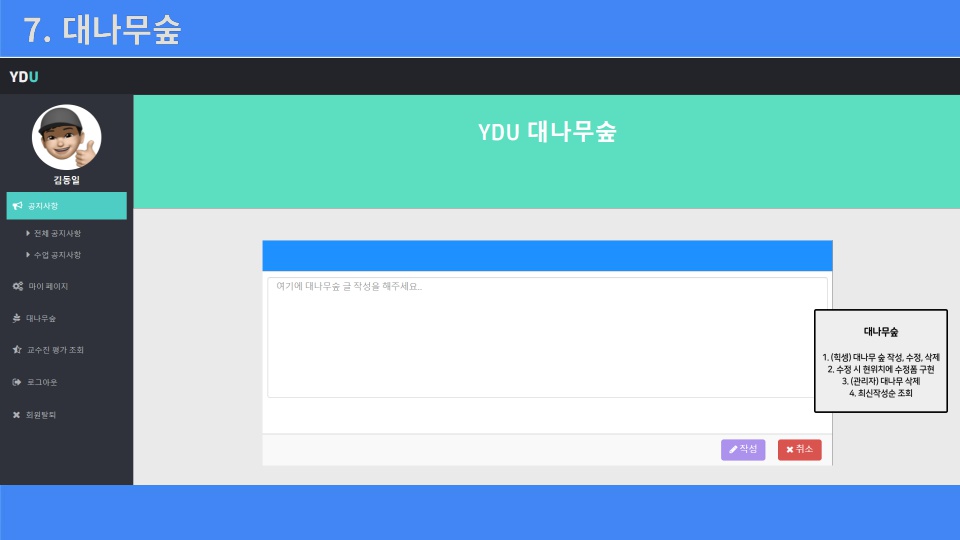 7. 대나무숲
YDU
김동일
공지사항
전체 공지사항
수업 공지사항
마이 페이지
대나무숲
교수진 평가 조회
로그아웃
회원탈퇴
YDU 대나무숲
여기에 대나무숲 글 작성을 해주세요..
작성
취소
대나무숲
1. (학생) 대나무 숲 작성, 수정, 삭제
2. 수정 시 현위치에 수정폼 구현
3. (관리자) 대나무 삭제
4. 최신작성순 조회